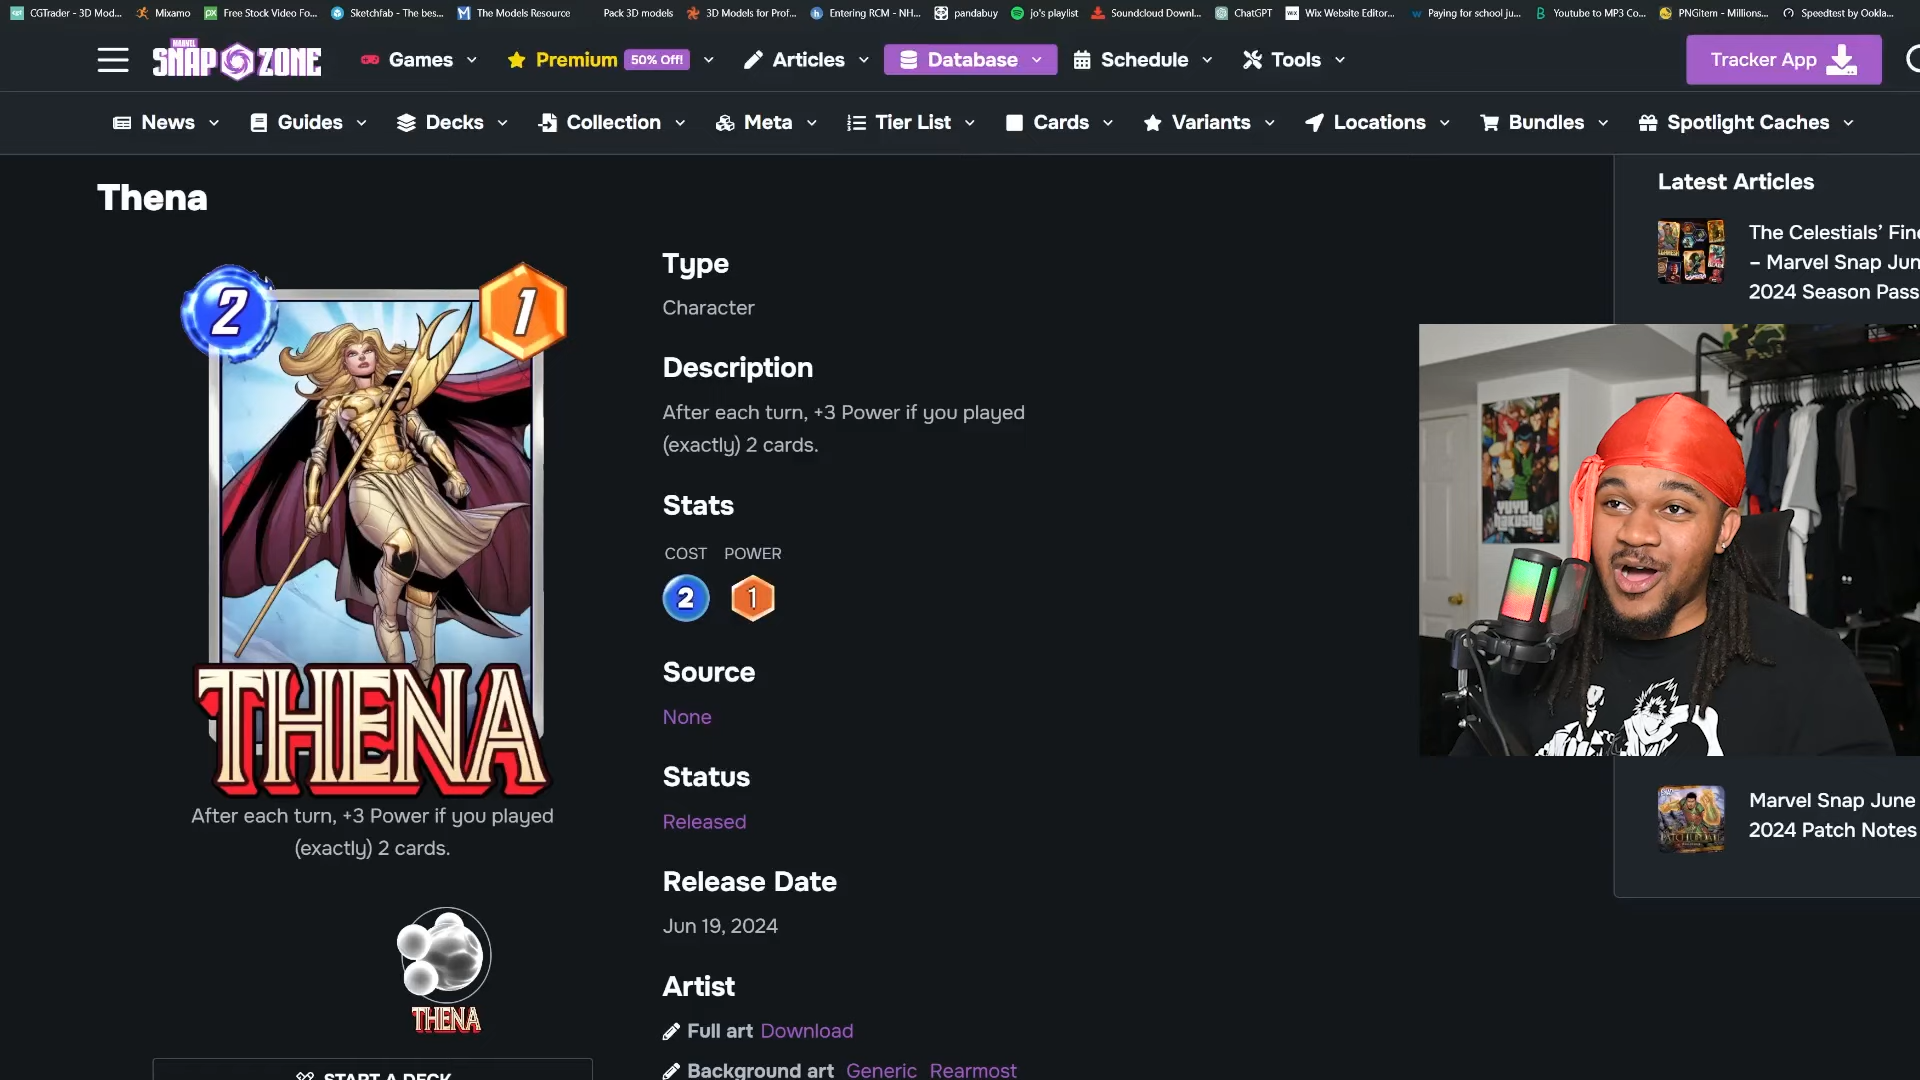 CGTrader - 3D Mod...
Mixamo
Free Stock Video Fo...
Sketchfab - The bes...
The Models Resource
Pack 3D models
3D Models for Prof...
Entering RCM - NH...
pandabuy
jo's playlist
Soundcloud Downl...
ChatGPT
Wix Website Editor...
Paying for school ju...
Youtube to MP3 Co...
PNGitem - Millions...
Speedtest by Ookla...
MARVEL
SNAP ZONE
Games
Premium 50% Off!
Articles
Database
Schedule
Tools
Tracker App
News
Guides
Decks
Collection
Meta
Tier List
Cards
Variants
Locations
Bundles
Spotlight Caches
Thena
2
1
THENA
After each turn, +3 Power if you played
(exactly) 2 cards.
THENA
START A DECK
Type
Character
Description
After each turn, +3 Power if you played
(exactly) 2 cards.
Stats
COST POWER
2 1
Source
None
Status
Released
Release Date
Jun 19, 2024
Artist
Full art Download
Background art Generic Rearmost
Latest Articles
The Celestials' Fine
– Marvel Snap Jun
2024 Season Pass
YUYU
HAKUSHO
Marvel Snap June
2024 Patch Notes